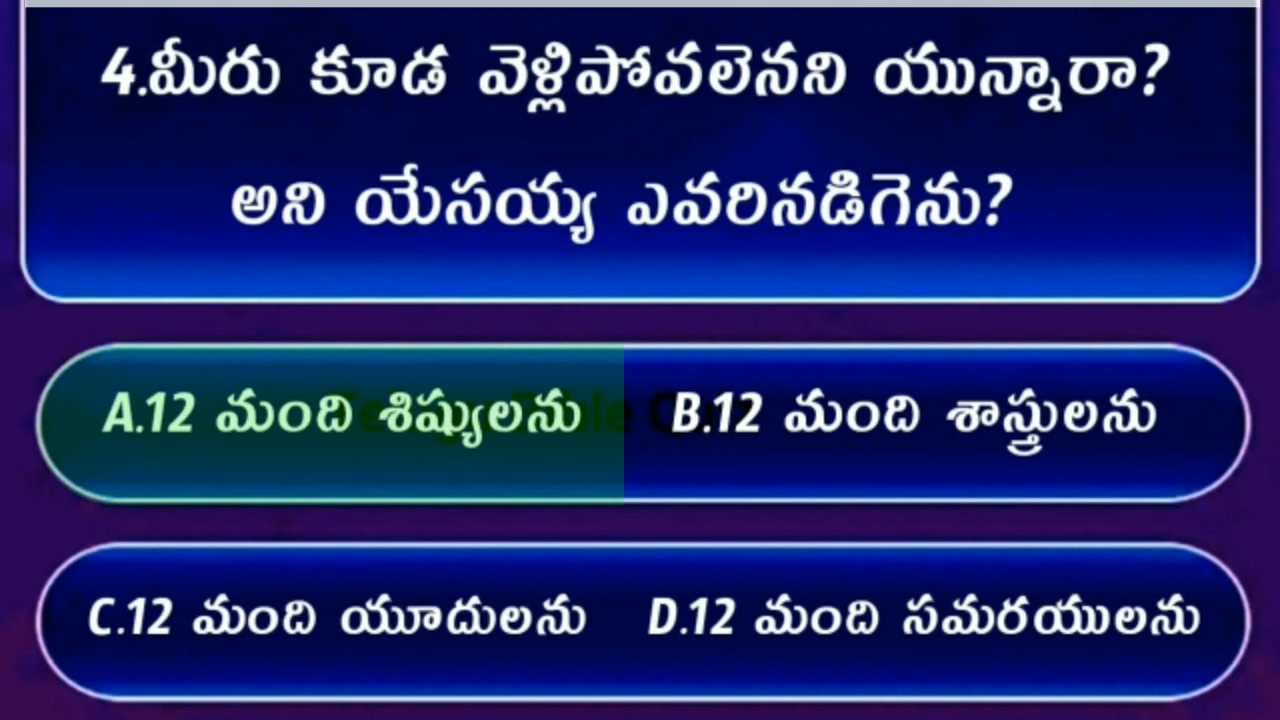 4.మీరు కూడ వెళ్లిపోవలెనని యున్నారా?
అని యేసయ్య ఎవరినడిగెను?
A.12 మంది శిష్యులను B.12 మంది శాస్త్రులను
C.12 మంది యూదులను D.12 మంది సమరయులను